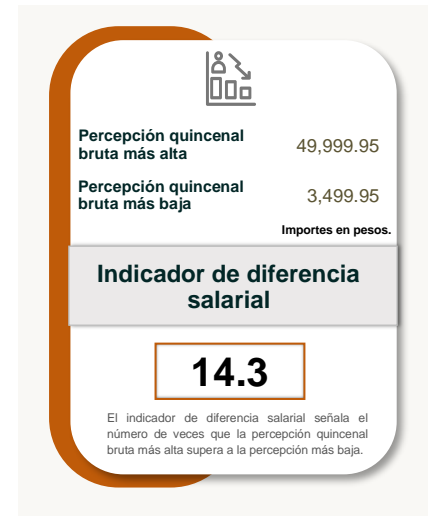 Percepción quincenal
bruta más alta
49,999.95
Percepción quincenal
bruta más baja
3,499.95
Importes en pesos.
Indicador de diferencia
salarial
14.3
El indicador de diferencia salarial señala el
número de veces que la percepción quincenal
bruta más alta supera a la percepción más baja.